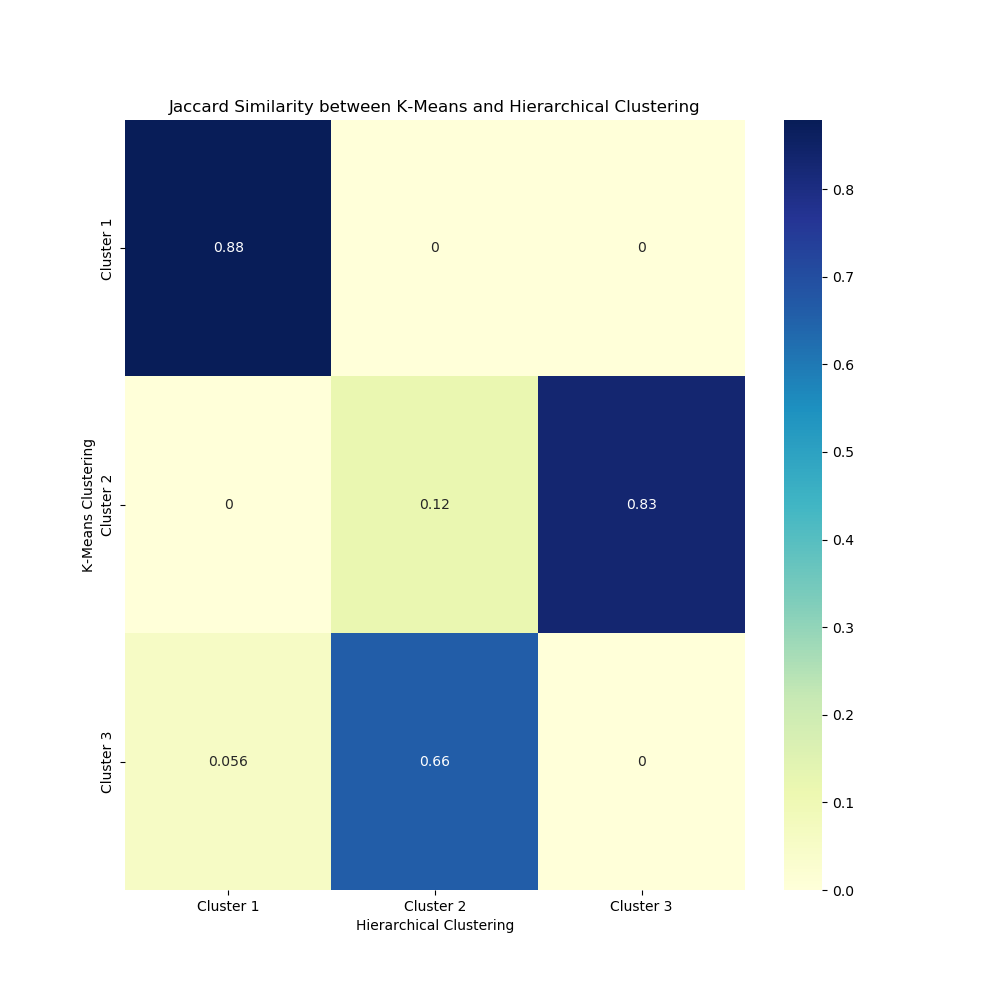 Jaccard Similarity between K-Means and Hierarchical Clustering
K-Means Clustering
Cluster 1
0.88
0
0
Cluster 2
0
0.12
0.83
Cluster 3
0.056
0.66
0
Cluster 1
Cluster 2
Cluster 3
Hierarchical Clustering
0.8
0.7
0.6
0.5
0.4
0.3
0.2
0.1
0.0